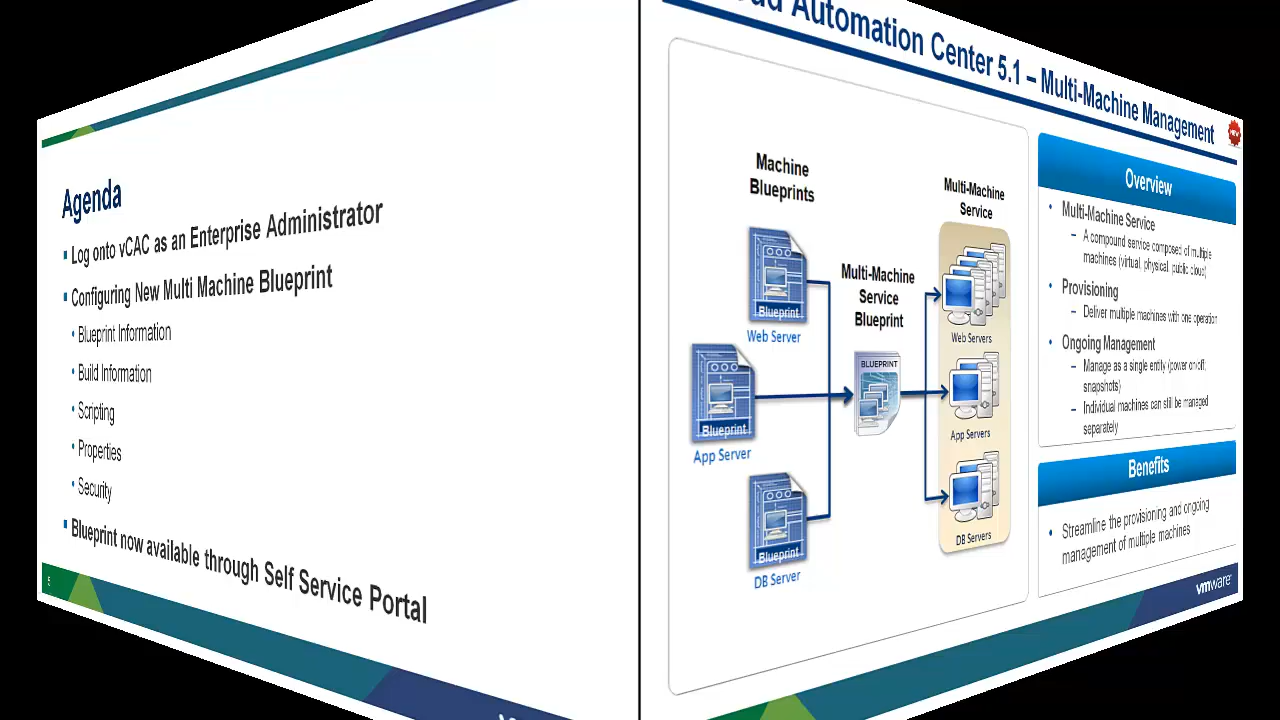 Agenda
Log onto vCAC as an Enterprise Administrator
Configuring New Multi Machine Blueprint
Blueprint Information
Build Information
Scripting
Properties
Security
Blueprint now available through Self Service Portal
5
Automation Center 5.1 – Multi-Machine Management
Machine
Blueprints
Blueprint
Web Server
Blueprint
App Server
Blueprint
DB Server
Multi-Machine
Service
Blueprint
BLUEPRINT
Multi-Machine
Service
Web Servers
App Servers
DB Servers
Overview
• Multi-Machine Service
– A compound service composed of multiple
machines (virtual, physical, public cloud)
• Provisioning
– Deliver multiple machines with one operation
• Ongoing Management
– Manage as a single entity (power on/off,
snapshots)
– Individual machines can still be managed
separately
Benefits
• Streamline the provisioning and ongoing
management of multiple machines
vmware